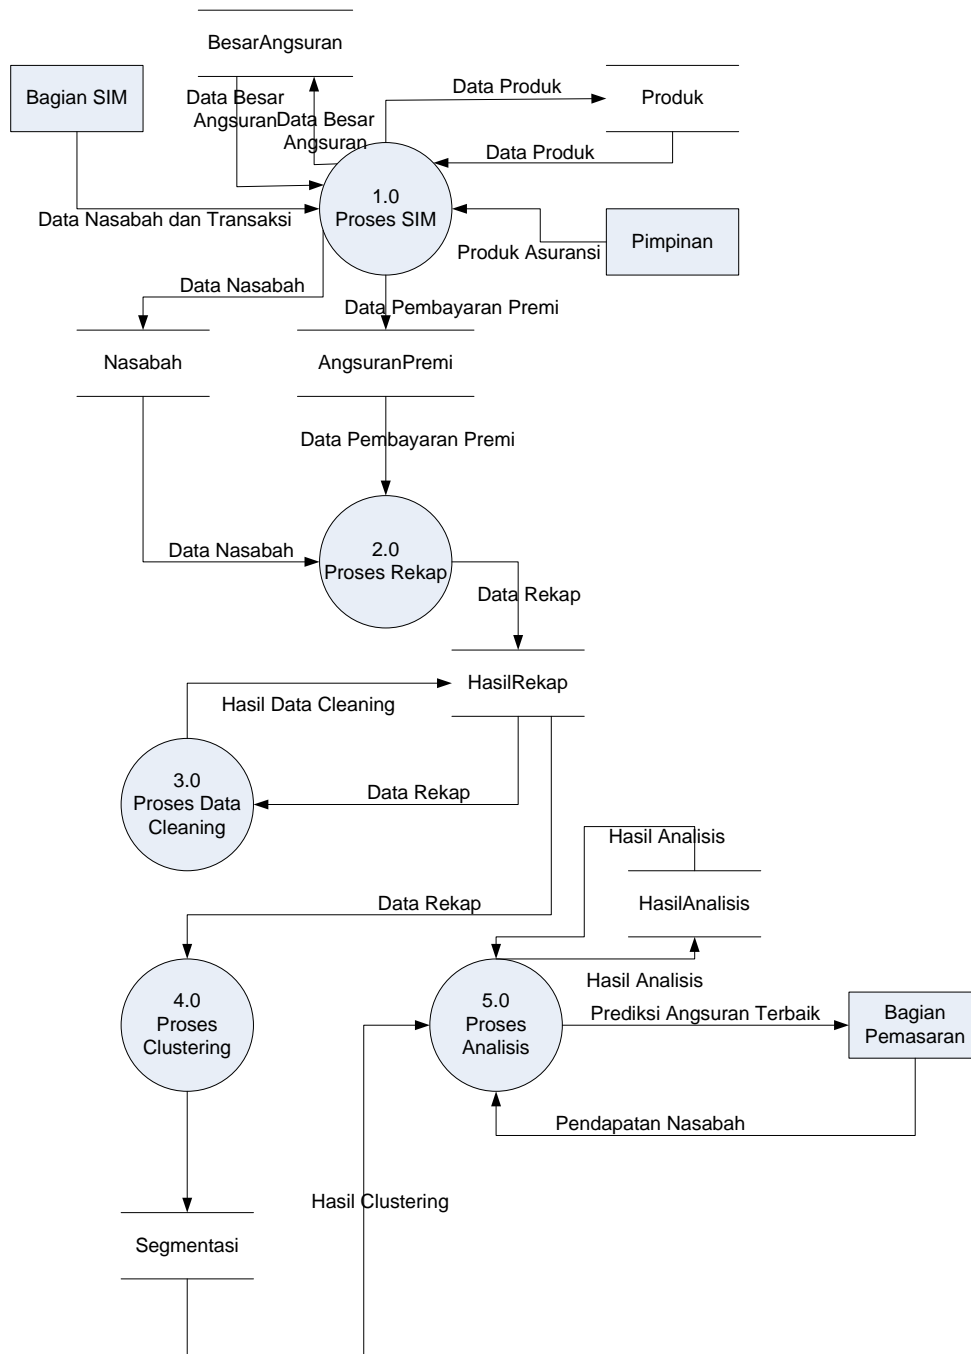 BesarAngsuran
Bagian SIM
Data Besar
Angsuran
Data Besar
Angsuran
Data Produk
Produk
Data Produk
1.0
Proses SIM
Data Nasabah dan Transaksi
Produk Asuransi
Pimpinan
Data Nasabah
Data Pembayaran Premi
Nasabah
AngsuranPremi
Data Pembayaran Premi
Data Nasabah
2.0
Proses Rekap
Data Rekap
HasilRekap
Hasil Data Cleaning
3.0
Proses Data
Cleaning
Data Rekap
Hasil Analisis
HasilAnalisis
Data Rekap
Hasil Analisis
4.0
Proses
Clustering
5.0
Proses
Analisis
Prediksi Angsuran Terbaik
Bagian
Pemasaran
Pendapatan Nasabah
Hasil Clustering
Segmentasi